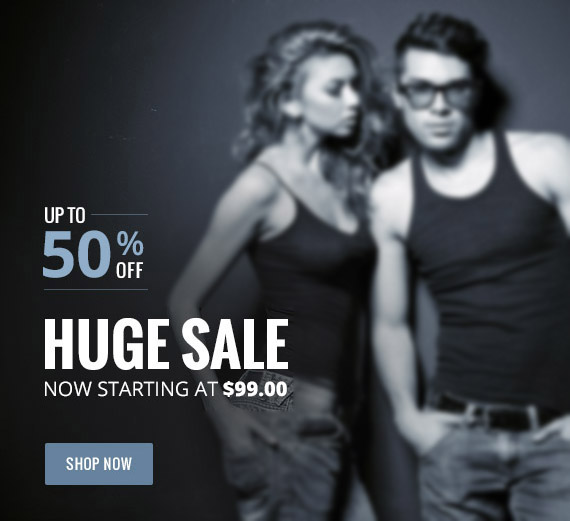 UP TO
50% OFF
HUGE SALE
NOW STARTING AT $99.00
SHOP NOW